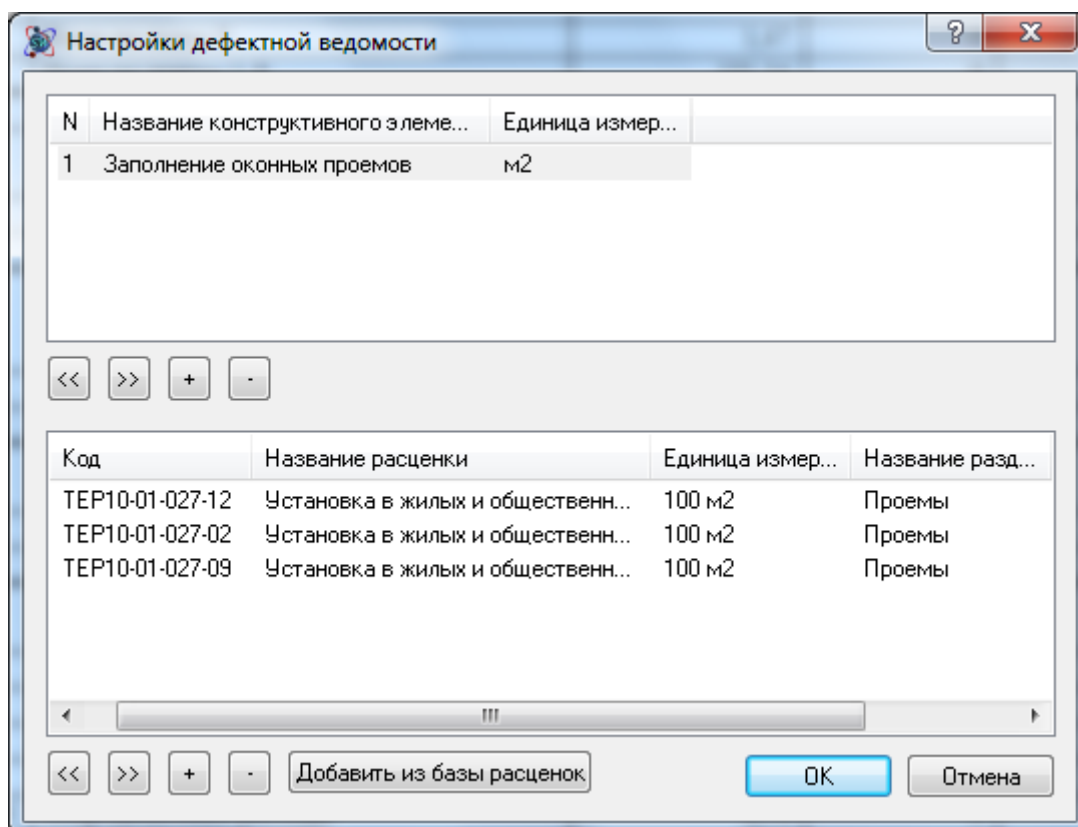 Настройки дефектной ведомости
N Название конструктивного элеме... Единица измер...
1 Заполнение оконных проемов м2
<< >> + -
Код Название расценки Единица измер... Название разд...
ТЕР10-01-027-12 Установка в жилых и общественн... 100 м2 Проемы
ТЕР10-01-027-02 Установка в жилых и общественн... 100 м2 Проемы
ТЕР10-01-027-09 Установка в жилых и общественн... 100 м2 Проемы
<< >> + - Добавить из базы расценок OK Отмена